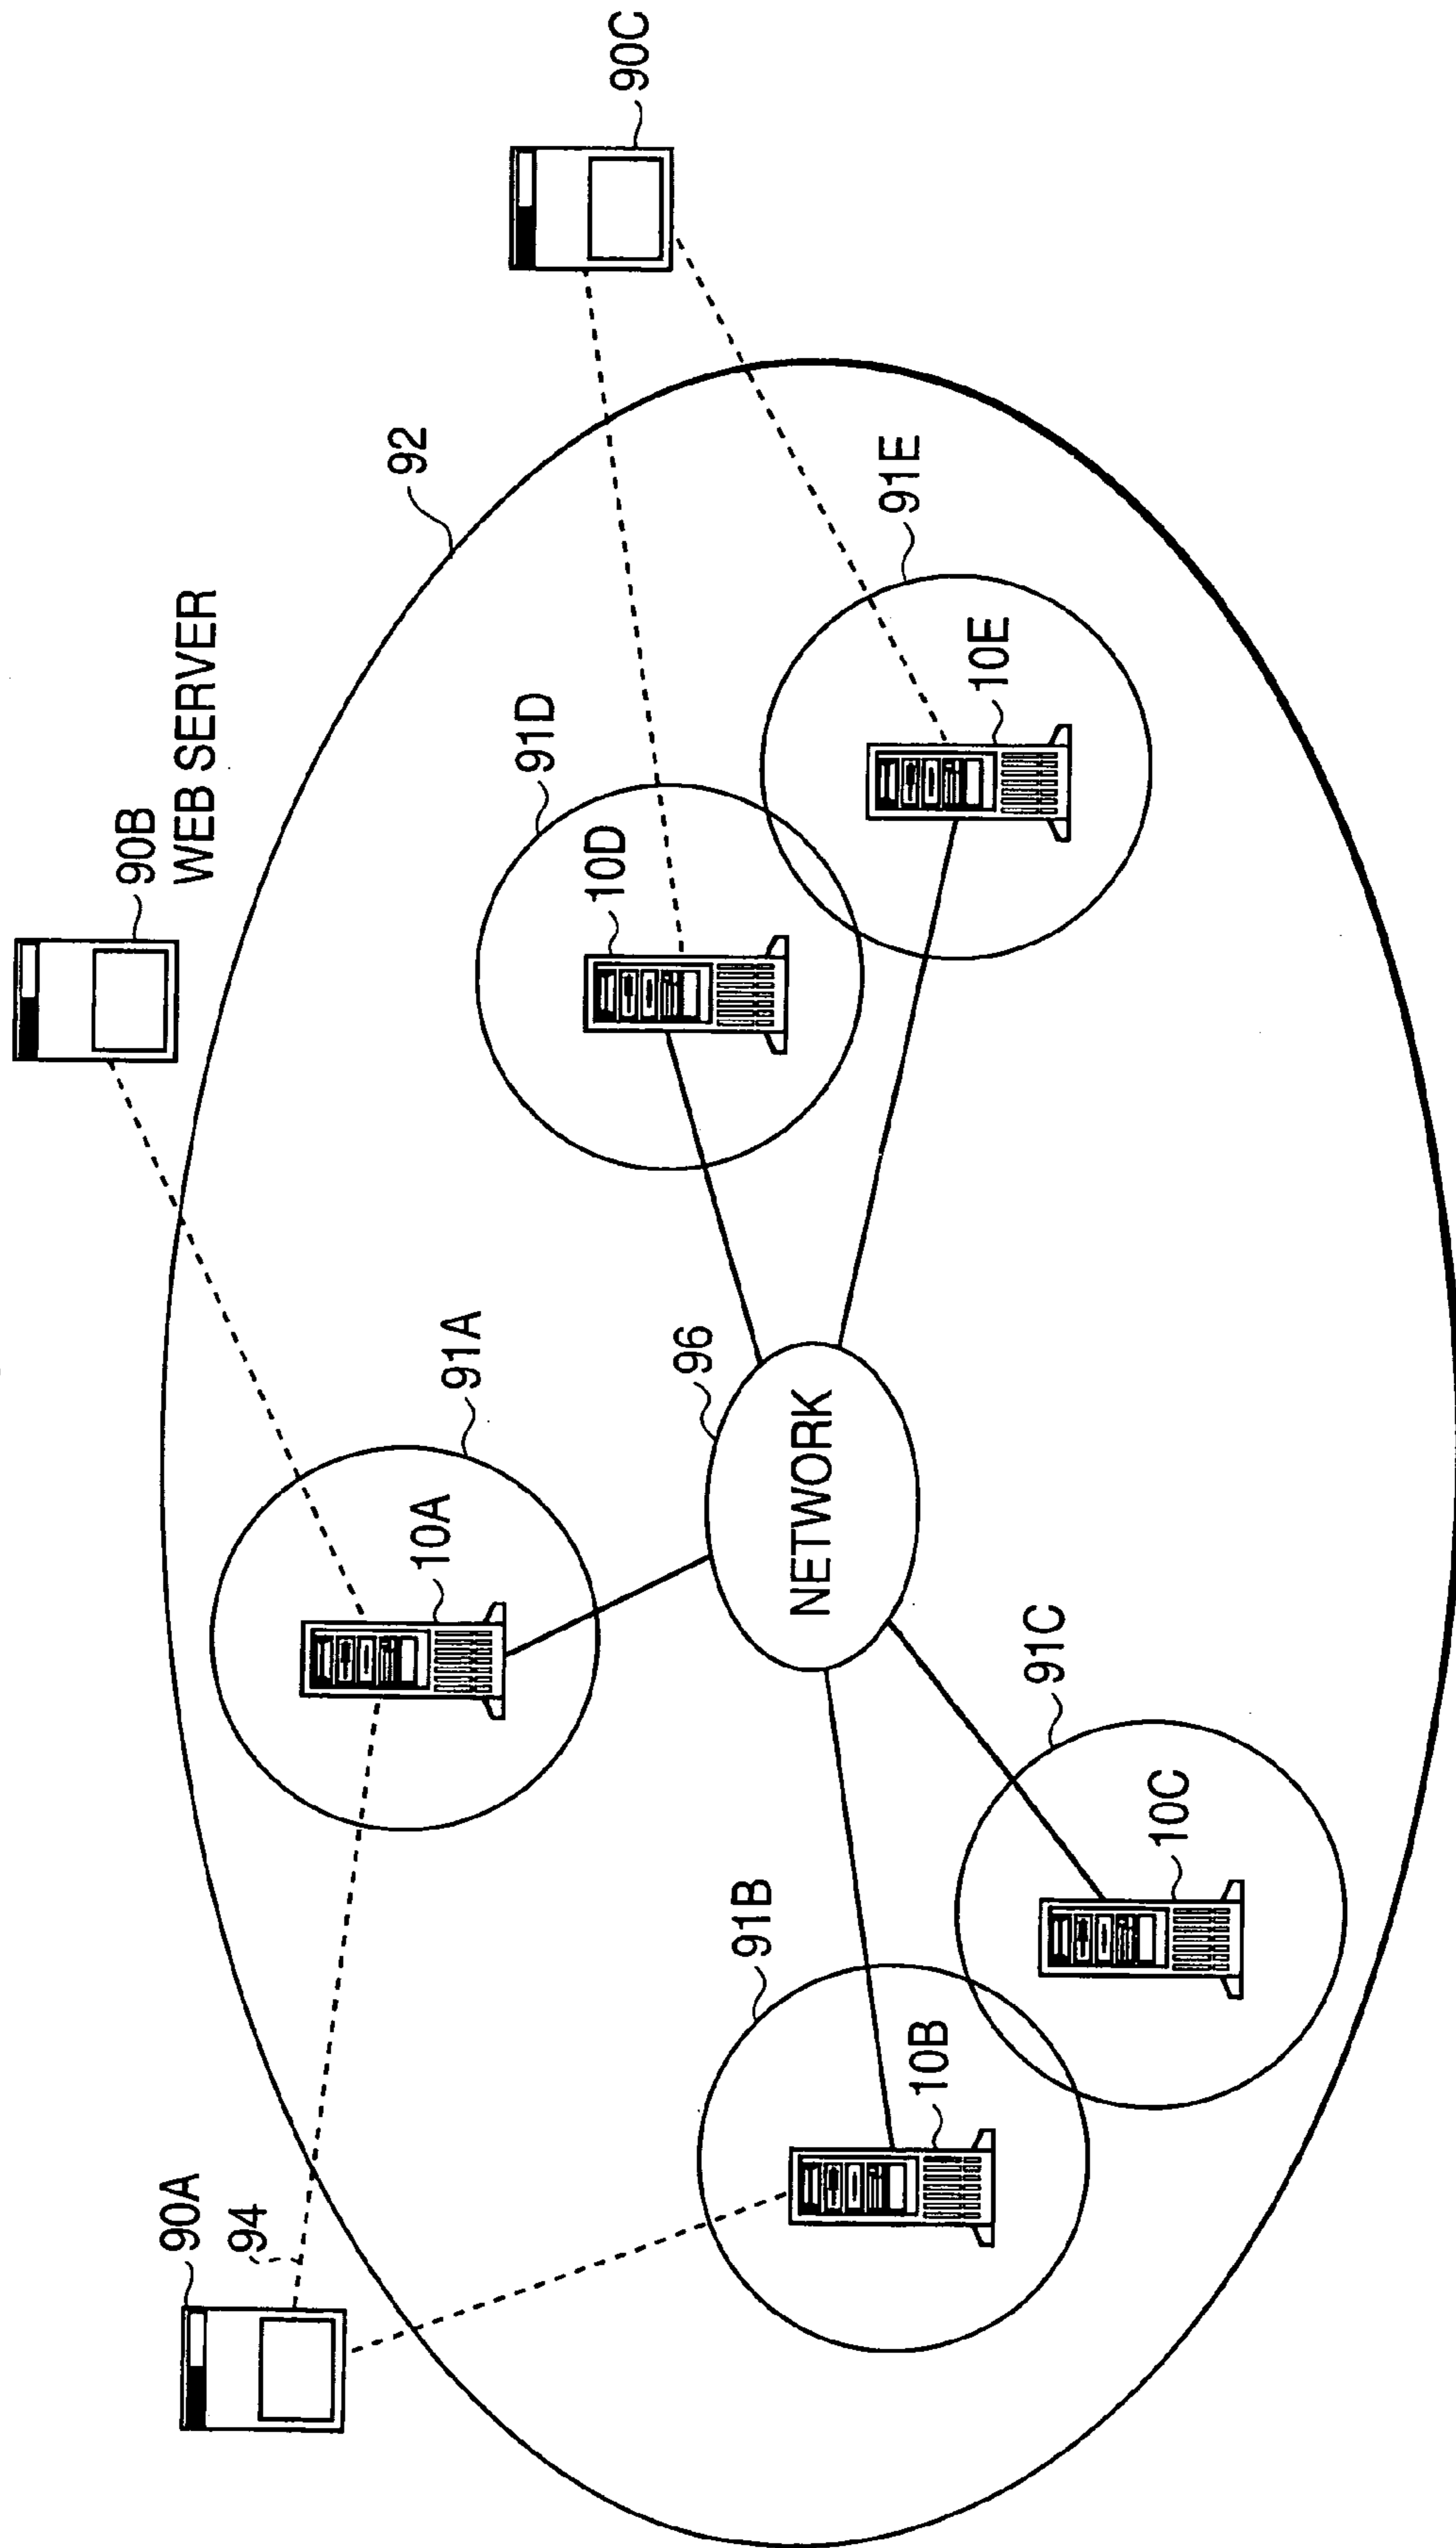 90B
WEB SERVER
90A
94
92
90C
91A
10A
91D
10D
96
NETWORK
91E
10E
91B
10B
91C
10C